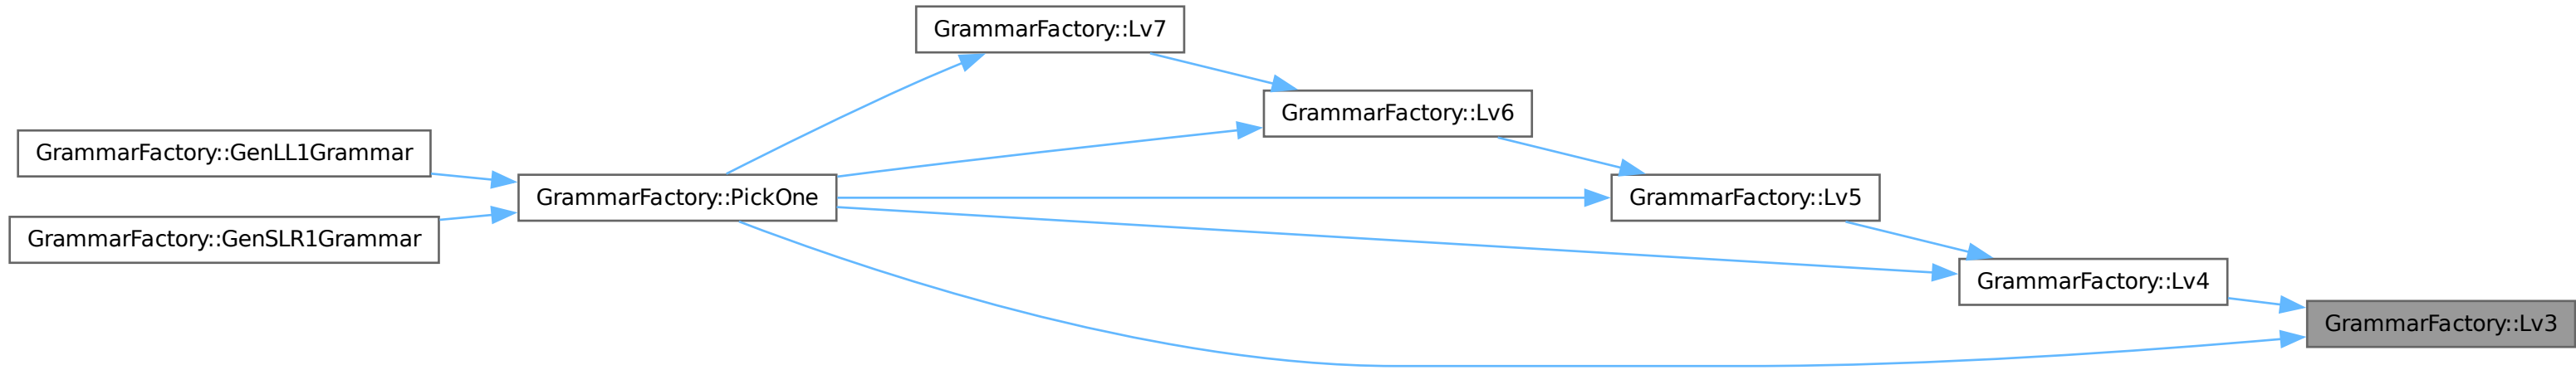 GrammarFactory::Lv7
GrammarFactory::Lv6
GrammarFactory::GenLL1Grammar
GrammarFactory::PickOne
GrammarFactory::Lv5
GrammarFactory::GenSLR1Grammar
GrammarFactory::Lv4
GrammarFactory::Lv3